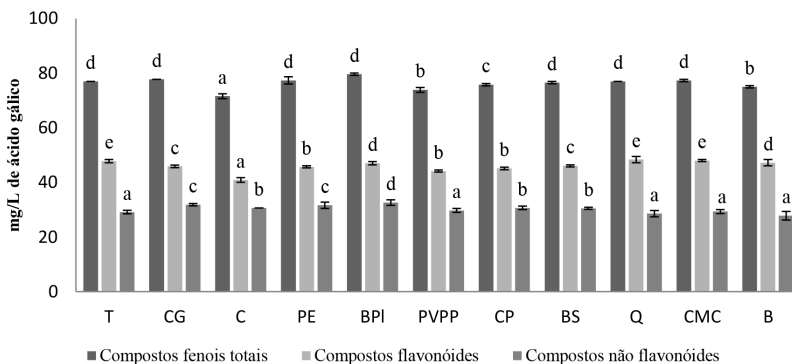 mg/L de ácido gálico
100
80
60
40
20
0
d e a
d c c
a a b
d b c
d d d
b b a
c b b
d c b
d e a
d e a
b d a
T CG C PE BPl PVPP CP BS Q CMC B
Compostos fenois totais Compostos flavonóides Compostos não flavonóides